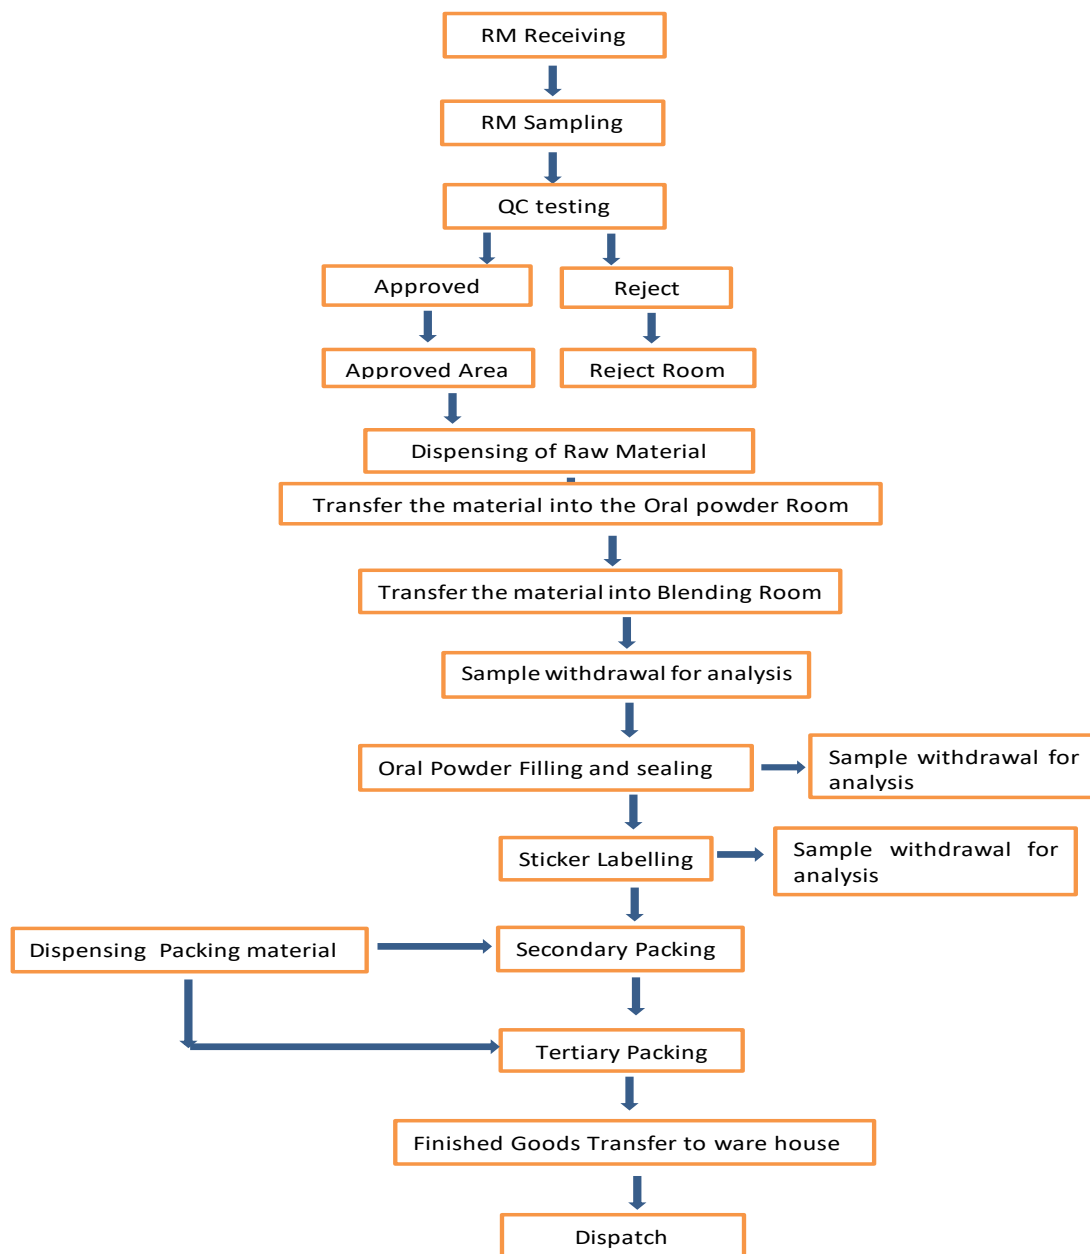 RM Receiving
RM Sampling
QC testing
Approved
Reject
Approved Area
Reject Room
Dispensing of Raw Material
Transfer the material into the Oral powder Room
Transfer the material into Blending Room
Sample withdrawal for analysis
Oral Powder Filling and sealing
Sample withdrawal for
analysis
Sticker Labelling
Sample withdrawal for
analysis
Dispensing Packing material
Secondary Packing
Tertiary Packing
Finished Goods Transfer to ware house
Dispatch